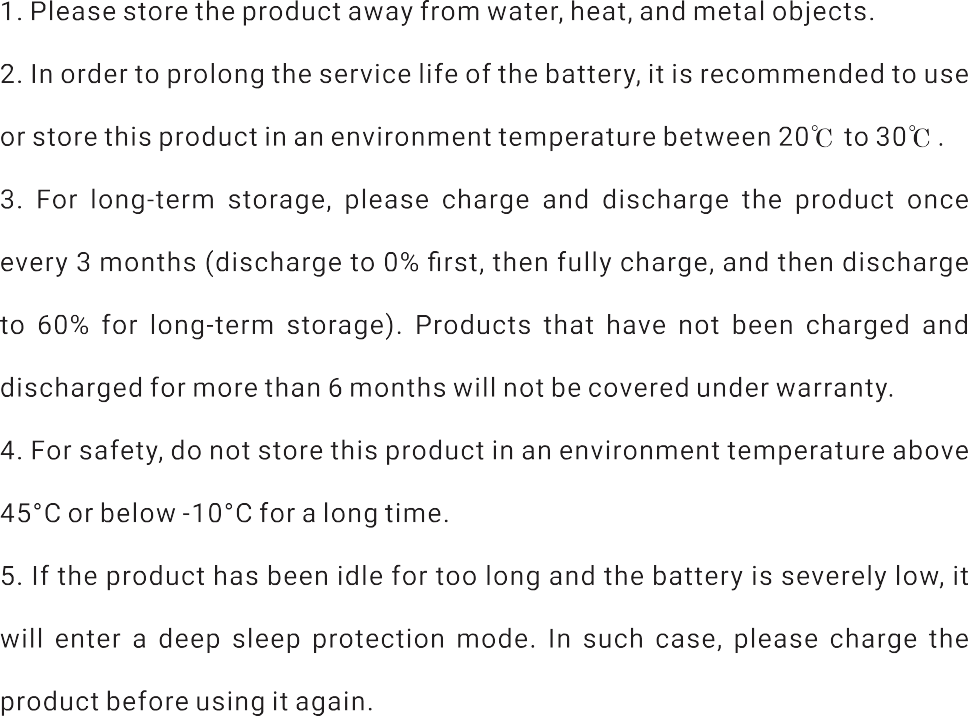 1. Please store the product away from water, heat, and metal objects.
2. In order to prolong the service life of the battery, it is recommended to use
or store this product in an environment temperature between 20℃ to 30℃ .
3. For long-term storage, please charge and discharge the product once
every 3 months (discharge to 0% first, then fully charge, and then discharge
to 60% for long-term storage). Products that have not been charged and
discharged for more than 6 months will not be covered under warranty.
4. For safety, do not store this product in an environment temperature above
45°C or below -10°C for a long time.
5. If the product has been idle for too long and the battery is severely low, it
will enter a deep sleep protection mode. In such case, please charge the
product before using it again.